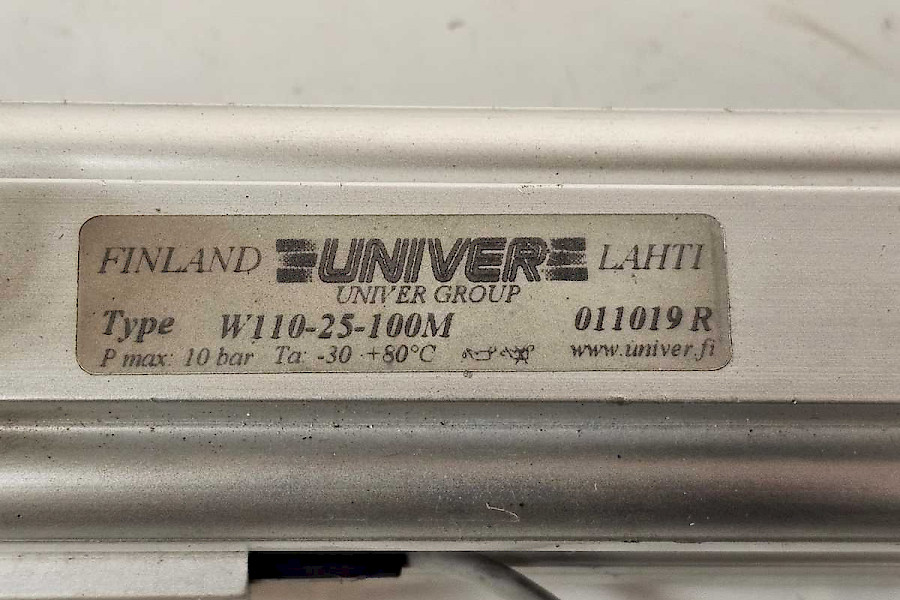 FINLAND UNIVER LAHTI
UNIVER GROUP
Type W110-25-100M 011019 R
P max: 10 bar Ta: -30 +80°C www.univer.fi